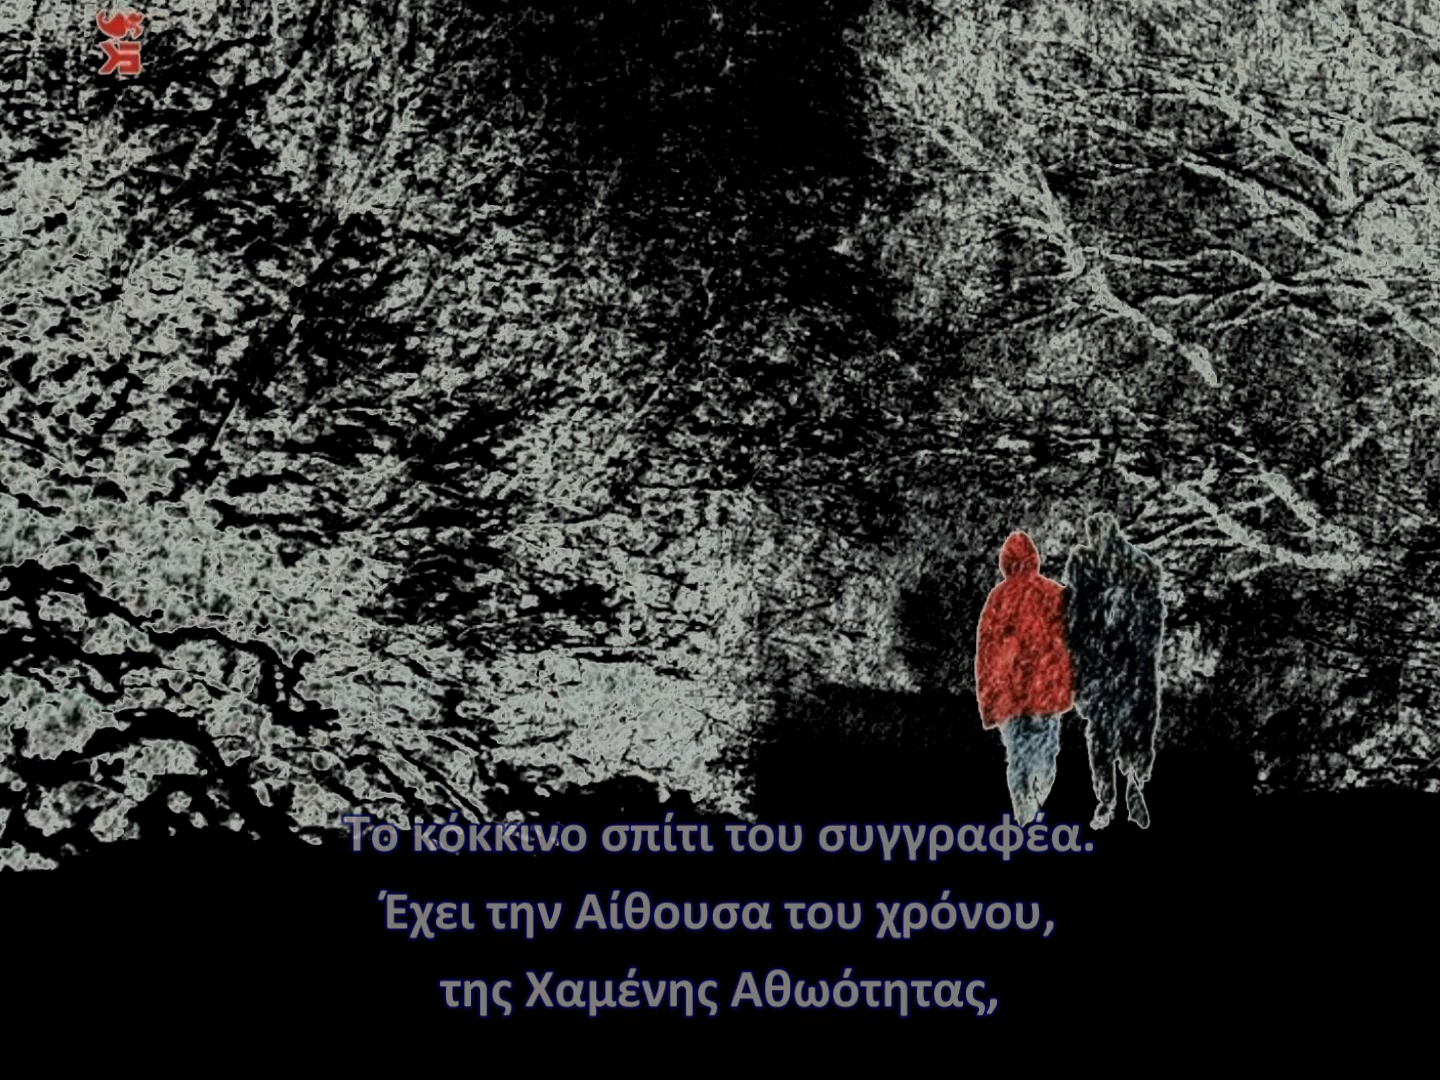 Το κόκκινο σπίτι του συγγραφέα.
Έχει την Αίθουσα του χρόνου,
της Χαμένης Αθωότητας,